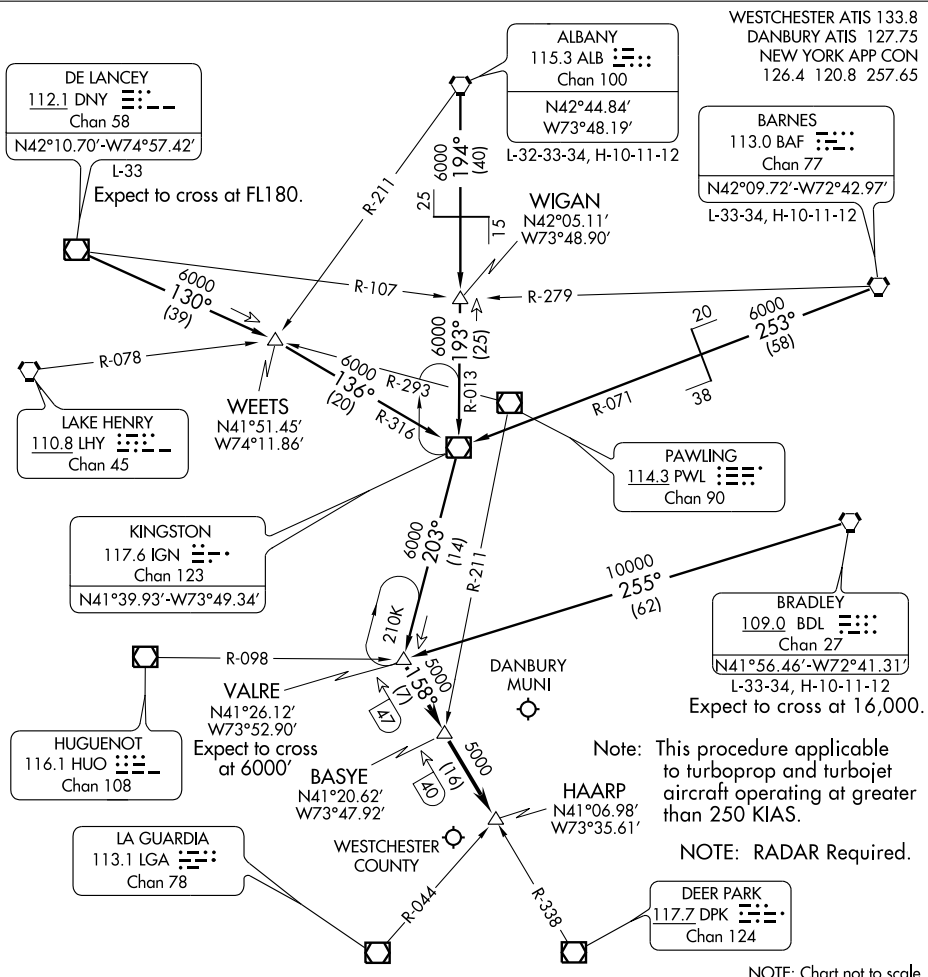 WESTCHESTER ATIS 133.8
DANBURY ATIS 127.75
NEW YORK APP CON
126.4 120.8 257.65
ALBANY
115.3 ALB
Chan 100
N42°44.84'
W73°48.19'
L-32-33-34, H-10-11-12
DE LANCEY
112.1 DNY
Chan 58
N42°10.70'-W74°57.42'
L-33
Expect to cross at FL180.
BARNES
113.0 BAF
Chan 77
N42°09.72'-W72°42.97'
L-33-34, H-10-11-12
6000
194°
(40)
25
15
R-211
WIGAN
N42°05.11'
W73°48.90'
6000
130°
(39)
R-107
R-279
6000
253°
(58)
20
38
R-071
6000
193°
(25)
R-013
R-078
R-293
6000
136°
(20)
R-316
WEETS
N41°51.45'
W74°11.86'
LAKE HENRY
110.8 LHY
Chan 45
PAWLING
114.3 PWL
Chan 90
KINGSTON
117.6 IGN
Chan 123
N41°39.93'-W73°49.34'
6000
203°
(14)
R-211
210K
10000
255°
(62)
BRADLEY
109.0 BDL
Chan 27
N41°56.46'-W72°41.31'
L-33-34, H-10-11-12
Expect to cross at 16,000.
R-098
HUGUENOT
116.1 HUO
Chan 108
VALRE
N41°26.12'
W73°52.90'
Expect to cross
at 6000'
5000
158°
(7)
47
DANBURY
MUNI
BASYE
N41°20.62'
W73°47.92'
5000
(16)
40
HAARP
N41°06.98'
W73°35.61'
WESTCHESTER
COUNTY
Note: This procedure applicable
to turboprop and turbojet
aircraft operating at greater
than 250 KIAS.
NOTE: RADAR Required.
LA GUARDIA
113.1 LGA
Chan 78
R-044
R-338
DEER PARK
117.7 DPK
Chan 124
NOTE: Chart not to scale